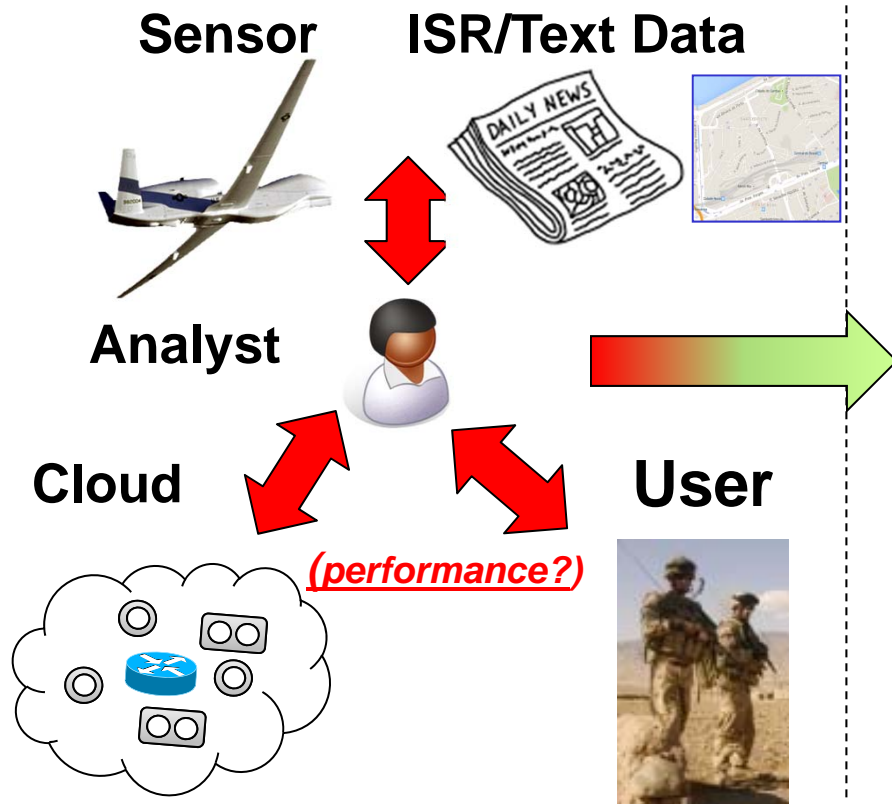 Sensor
ISR/Text Data
DAILY NEWS
Analyst
Cloud
User
(performance?)